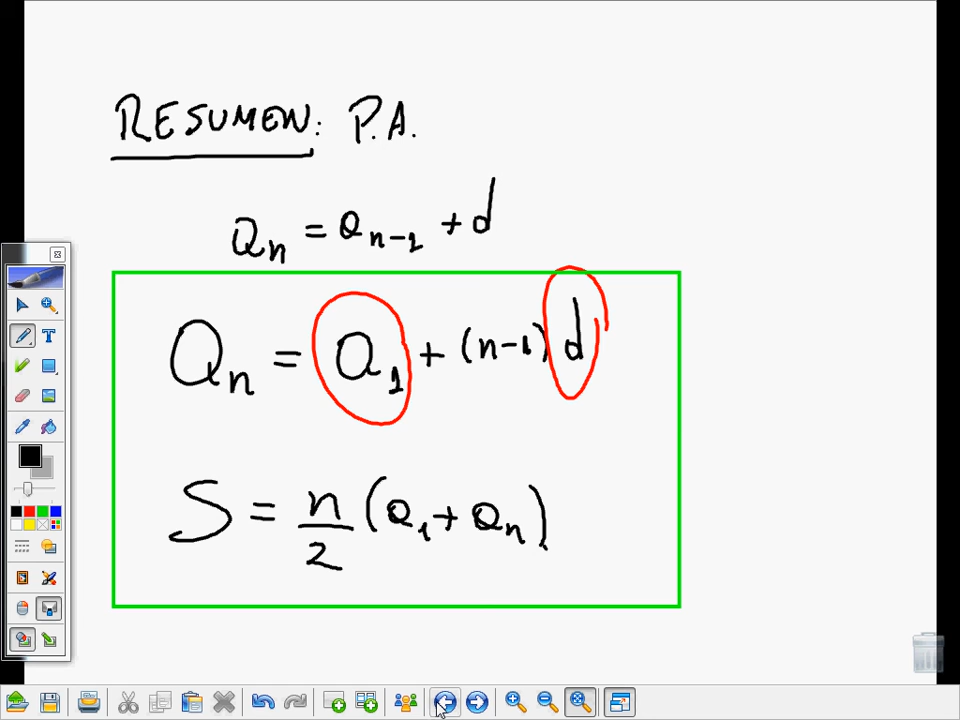 RESUMEN: P.A.
an = an-1 + d
an = a1 + (n-1) d
S = n/2 (a1 + an)
T